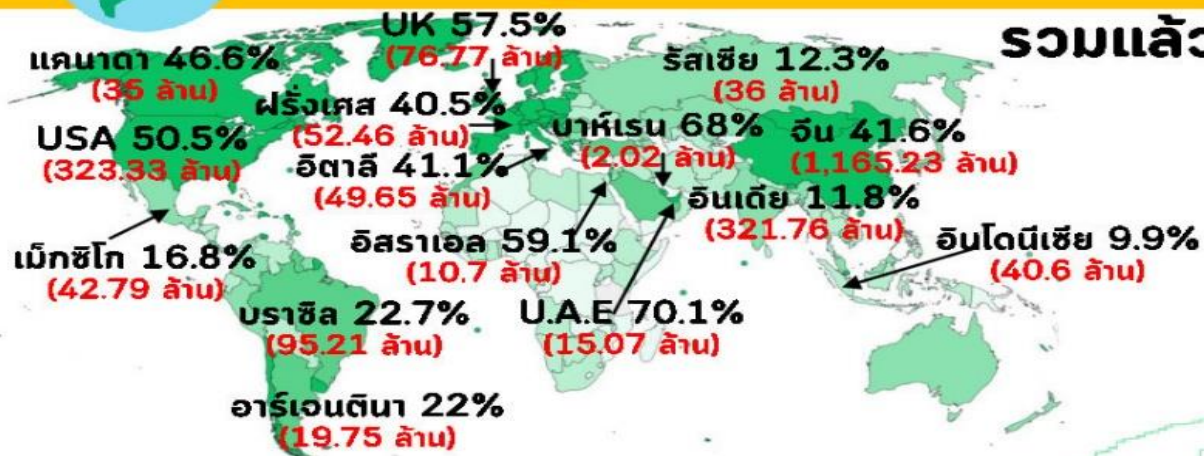 รวมแล้ว
UK 57.5%
(76.77 ล้าน)
แคนาดา 46.6%
(35 ล้าน)
รัสเซีย 12.3%
(36 ล้าน)
ฝรั่งเศส 40.5%
(52.46 ล้าน)
บาห์เรน 68%
(2.02 ล้าน)
จีน 41.6%
(1,165.23 ล้าน)
USA 50.5%
(323.33 ล้าน)
อิตาลี 41.1%
(49.65 ล้าน)
อินเดีย 11.8%
(321.76 ล้าน)
อิสราเอล 59.1%
(10.7 ล้าน)
อินโดนีเซีย 9.9%
(40.6 ล้าน)
เม็กซิโก 16.8%
(42.79 ล้าน)
บราซิล 22.7%
(95.21 ล้าน)
U.A.E 70.1%
(15.07 ล้าน)
อาร์เจนตินา 22%
(19.75 ล้าน)